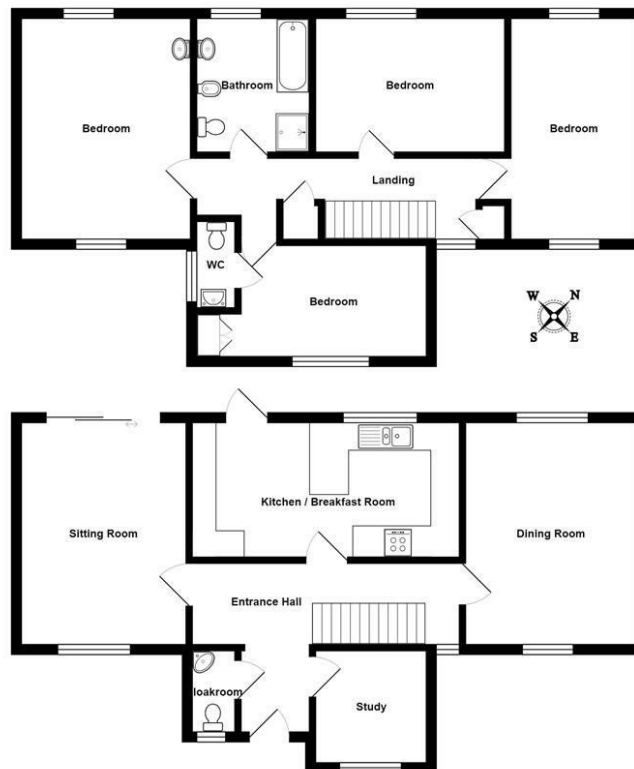 Bathroom
Bedroom
Bedroom
Bedroom
Landing
WC
Bedroom
W N
S E
Kitchen / Breakfast Room
Sitting Room
Dining Room
Entrance Hall
loakroom
Study